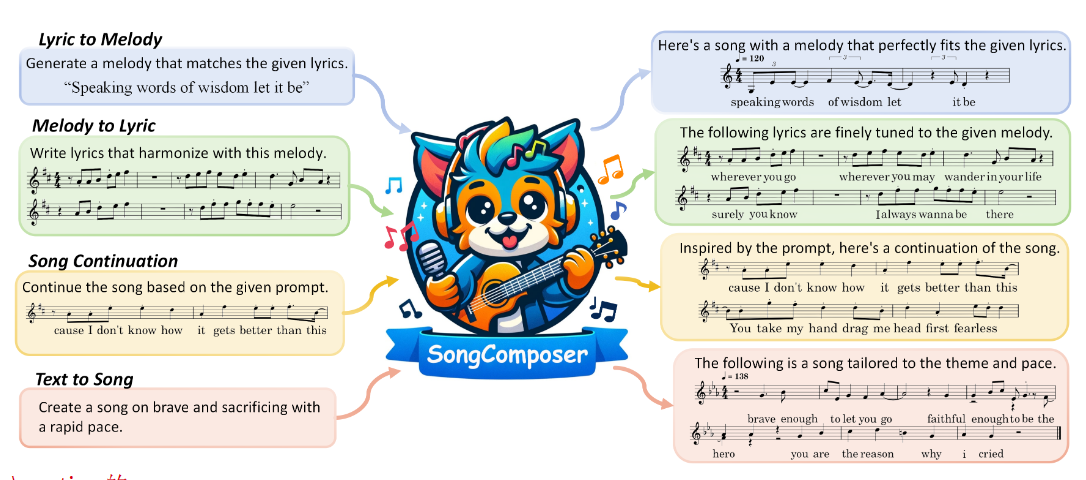 Lyric to Melody
Generate a melody that matches the given lyrics.
“Speaking words of wisdom let it be”
Melody to Lyric
Write lyrics that harmonize with this melody.
Song Continuation
Continue the song based on the given prompt.
cause I don't know how it gets better than this
Text to Song
Create a song on brave and sacrificing with
a rapid pace.
SongComposer
Here's a song with a melody that perfectly fits the given lyrics.
♩ = 120
3 3 3
speaking words of wisdom let it be
The following lyrics are finely tuned to the given melody.
wherever you go wherever you may wander in your life
surely you know I always wanna be there
Inspired by the prompt, here's a continuation of the song.
cause I don't know how it gets better than this
You take my hand drag me head first fearless
The following is a song tailored to the theme and pace.
♩ = 138
brave enough to let you go faithful enough to be the
hero you are the reason why i cried